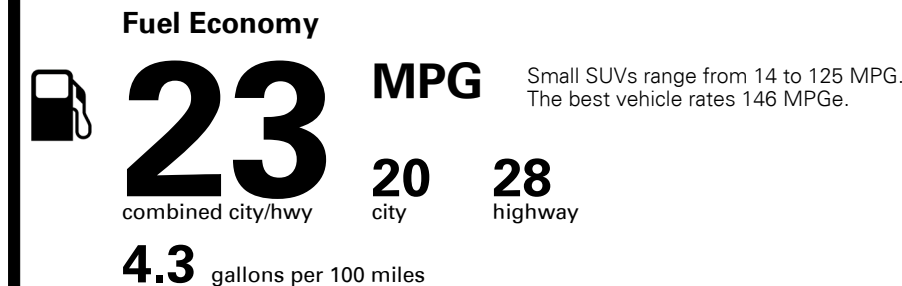 Fuel Economy
23 MPG
Small SUVs range from 14 to 125 MPG.
The best vehicle rates 146 MPGe.
combined city/hwy
20 city
28 highway
4.3 gallons per 100 miles